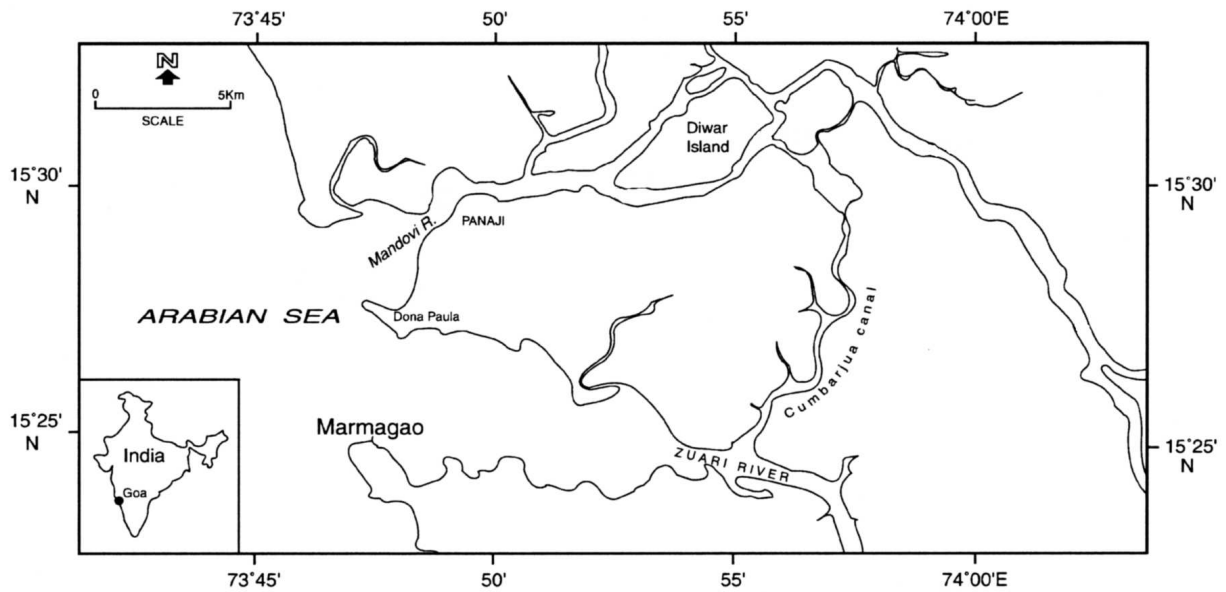 73°45'
50'
55'
74°00'E
N
0
5Km
SCALE
Diwar
Island
15°30'
N
15°30'
N
PANAJI
Mandovi R.
ARABIAN SEA
Dona Paula
Cumbarjua canal
15°25'
N
Marmagao
15°25'
N
ZUARI RIVER
India
Goa
73°45'
50'
55'
74°00'E